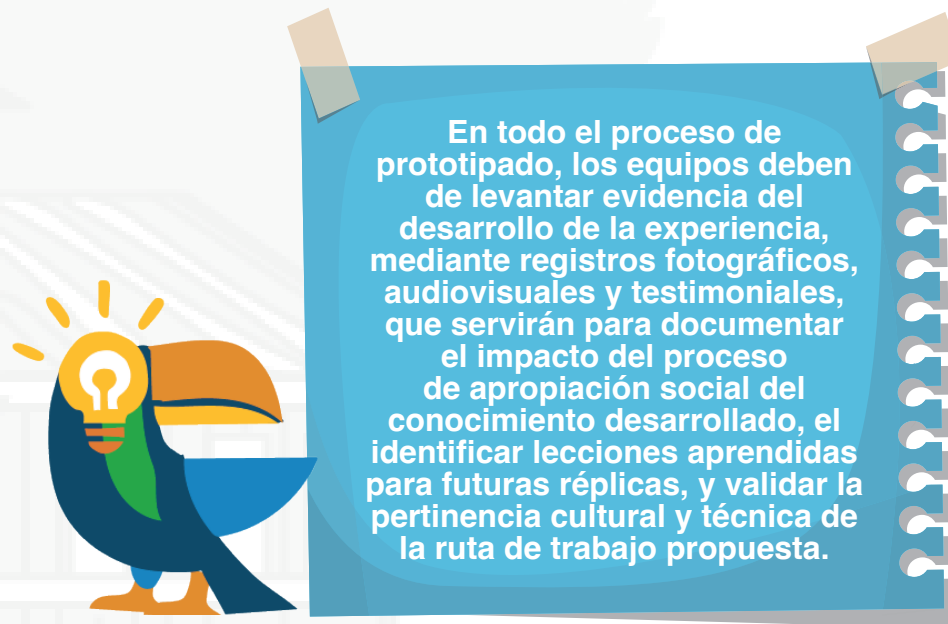 En todo el proceso de
prototipado, los equipos deben
de levantar evidencia del
desarrollo de la experiencia,
mediante registros fotográficos,
audiovisuales y testimoniales,
que servirán para documentar
el impacto del proceso
de apropiación social del
conocimiento desarrollado, el
identificar lecciones aprendidas
para futuras réplicas, y validar la
pertinencia cultural y técnica de
la ruta de trabajo propuesta.